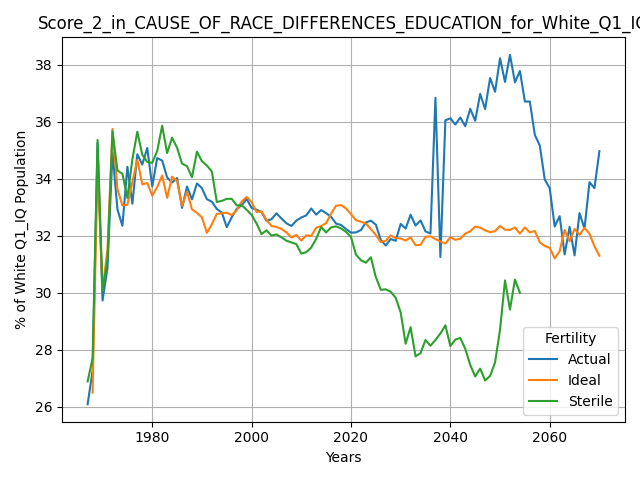 Score_2_in_CAUSE_OF_RACE_DIFFERENCES_EDUCATION_for_White_Q1_IQ
% of White Q1_IQ Population
38
36
34
32
30
28
26
1980
2000
2020
2040
2060
Years
Fertility
Actual
Ideal
Sterile